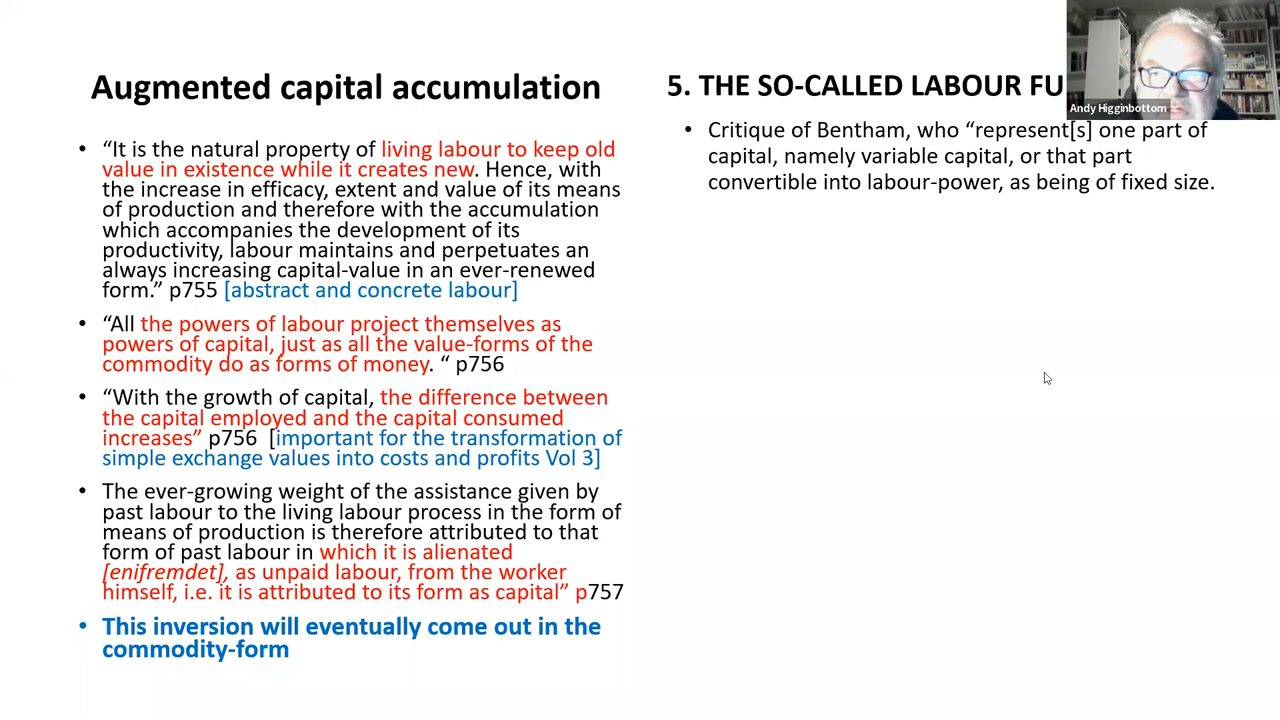 Augmented capital accumulation
• “It is the natural property of living labour to keep old
value in existence while it creates new. Hence, with
the increase in efficacy, extent and value of its means
of production and therefore with the accumulation
which accompanies the development of its
productivity, labour maintains and perpetuates an
always increasing capital-value in an ever-renewed
form.” p755 [abstract and concrete labour]
• “All the powers of labour project themselves as
powers of capital, just as all the value-forms of the
commodity do as forms of money. “ p756
• “With the growth of capital, the difference between
the capital employed and the capital consumed
increases” p756 [important for the transformation of
simple exchange values into costs and profits Vol 3]
• The ever-growing weight of the assistance given by
past labour to the living labour process in the form of
means of production is therefore attributed to that
form of past labour in which it is alienated
[enifremdet], as unpaid labour, from the worker
himself, i.e. it is attributed to its form as capital” p757
• This inversion will eventually come out in the
commodity-form
5. THE SO-CALLED LABOUR FU
• Critique of Bentham, who “represent[s] one part of
capital, namely variable capital, or that part
convertible into labour-power, as being of fixed size.
Andy Higginbottom